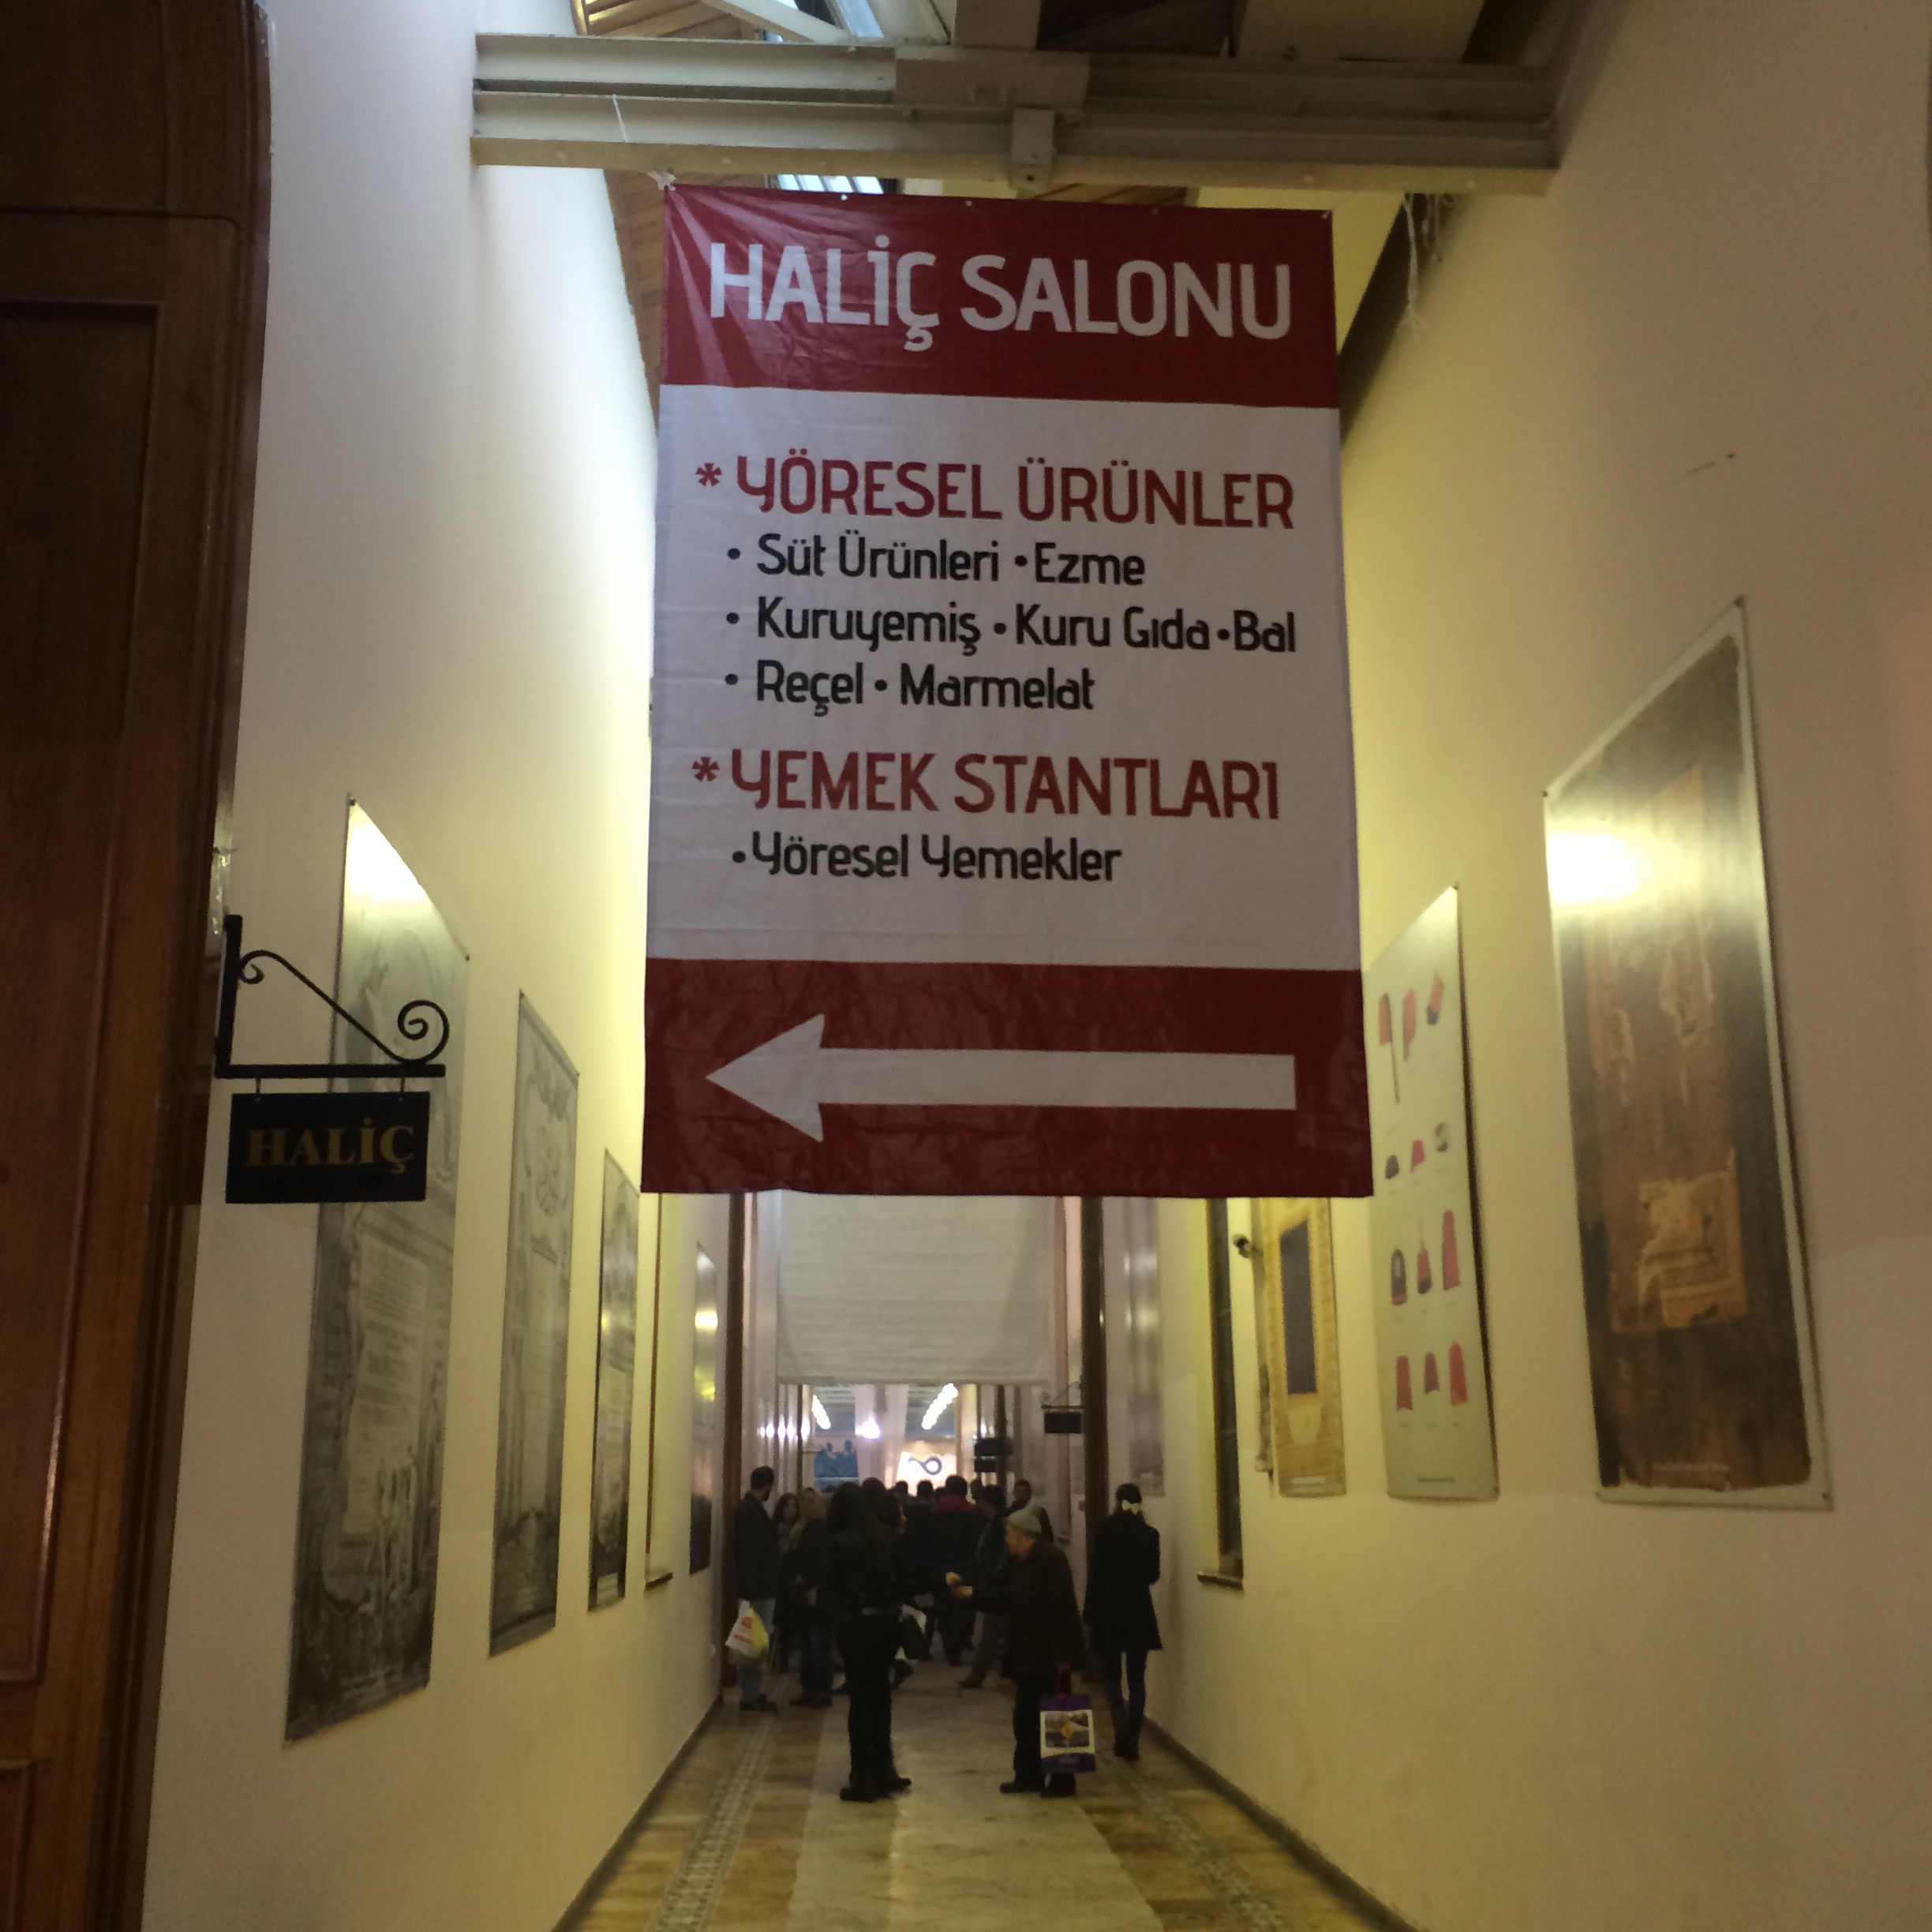 HALİÇ SALONU
* YÖRESEL ÜRÜNLER
• Süt Ürünleri • Ezme
• Kuruyemiş • Kuru Gıda • Bal
• Reçel • Marmelat
* YEMEK STANTLARI
• Yöresel Yemekler
HALİÇ